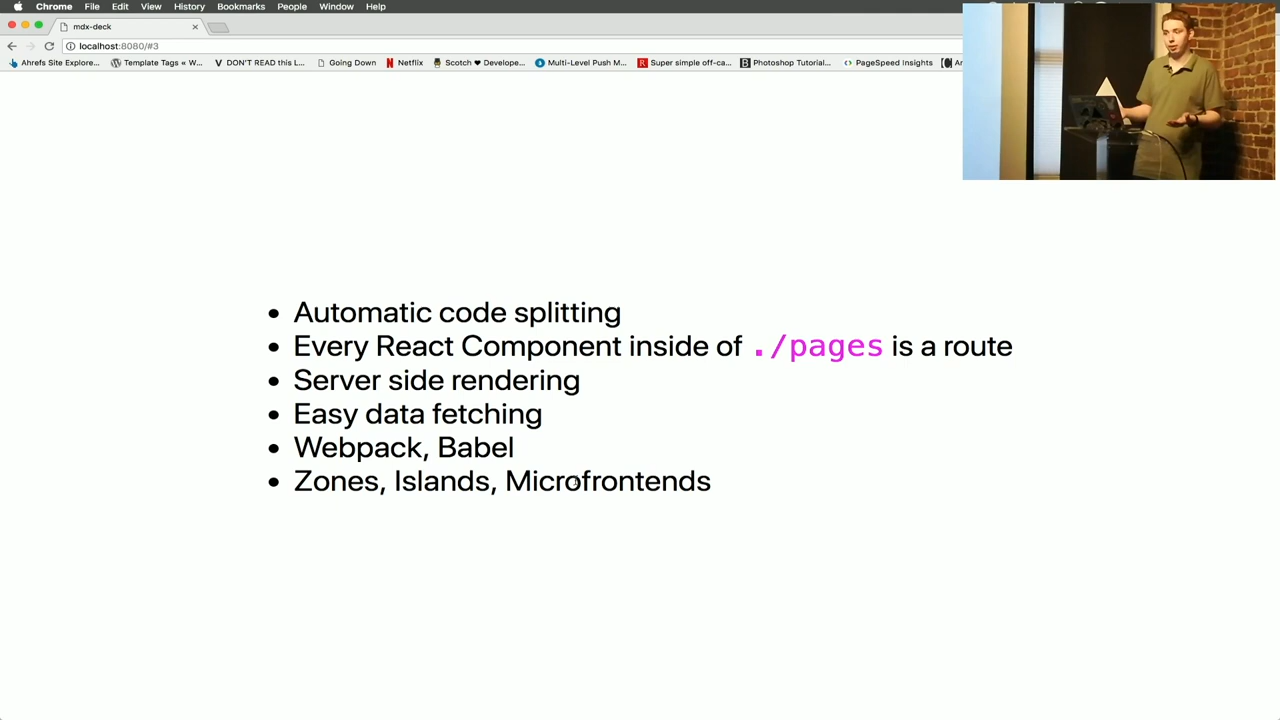 Chrome File Edit View History Bookmarks People Window Help
mdx-deck
localhost:8080/#3
Ahrefs Site Explore... Template Tags « W... DON'T READ this L... Going Down Netflix Scotch ❤ Develope... Multi-Level Push M... Super simple off-ca... Photoshop Tutorial... PageSpeed Insights
• Automatic code splitting
• Every React Component inside of ./pages is a route
• Server side rendering
• Easy data fetching
• Webpack, Babel
• Zones, Islands, Microfrontends